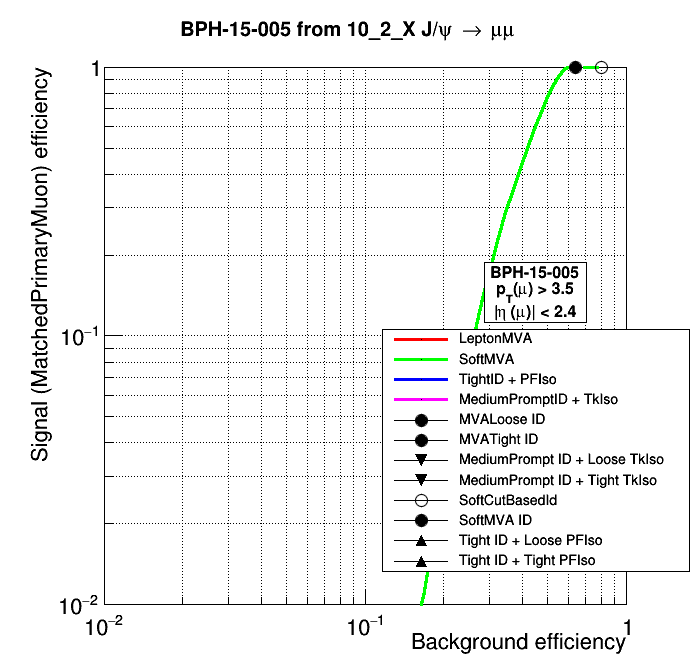 BPH-15-005 from 10_2_X J/ψ → μμ
Signal (MatchedPrimaryMuon) efficiency
1
10⁻¹
10⁻²
BPH-15-005
p_T(μ) > 3.5
|η (μ)| < 2.4
LeptonMVA
SoftMVA
TightID + PFIso
MediumPromptID + TkIso
MVALoose ID
MVATight ID
MediumPrompt ID + Loose TkIso
MediumPrompt ID + Tight TkIso
SoftCutBasedId
SoftMVA ID
Tight ID + Loose PFIso
Tight ID + Tight PFIso
10⁻² 10⁻¹ 1
Background efficiency